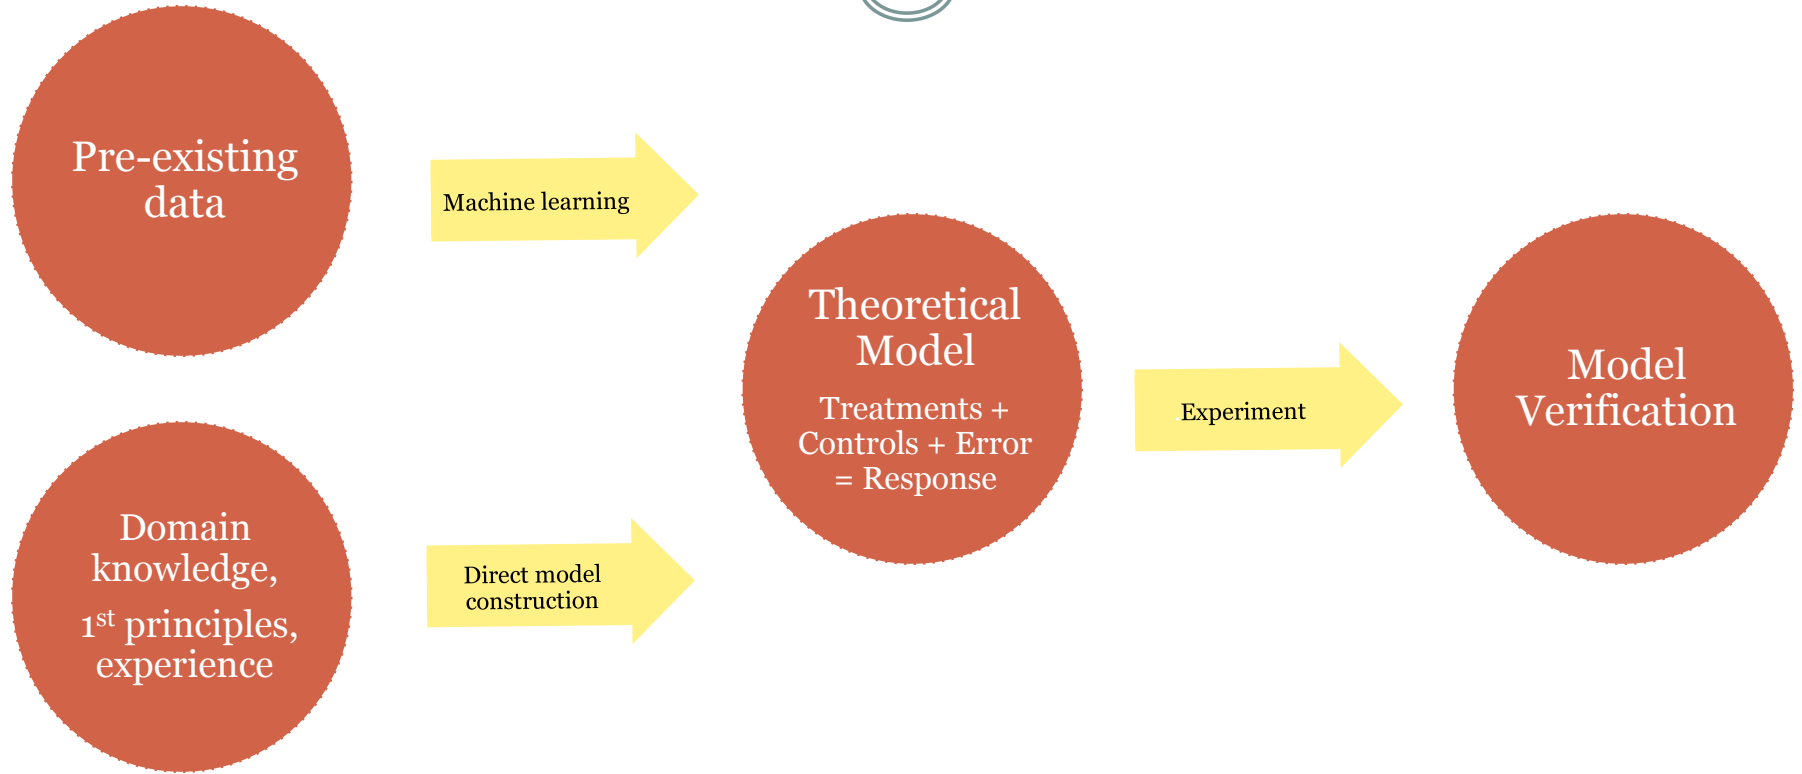 Pre-existing
data
Machine learning
Domain
knowledge,
1st principles,
experience
Direct model
construction
Theoretical
Model
Treatments +
Controls + Error
= Response
Experiment
Model
Verification